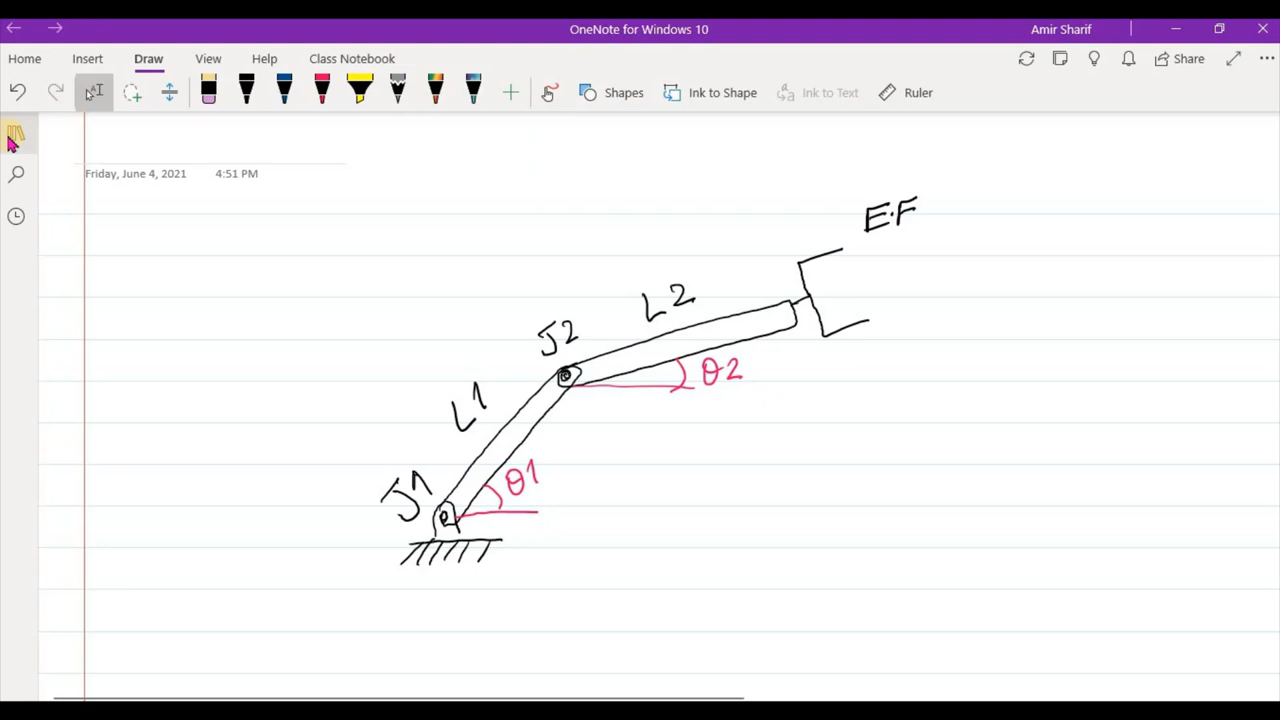 OneNote for Windows 10
Amir Sharif
Home Insert Draw View Help Class Notebook
Share
Shapes Ink to Shape Ink to Text Ruler
Friday, June 4, 2021 4:51 PM
E.F
L2
J2
θ2
L1
J1
θ1